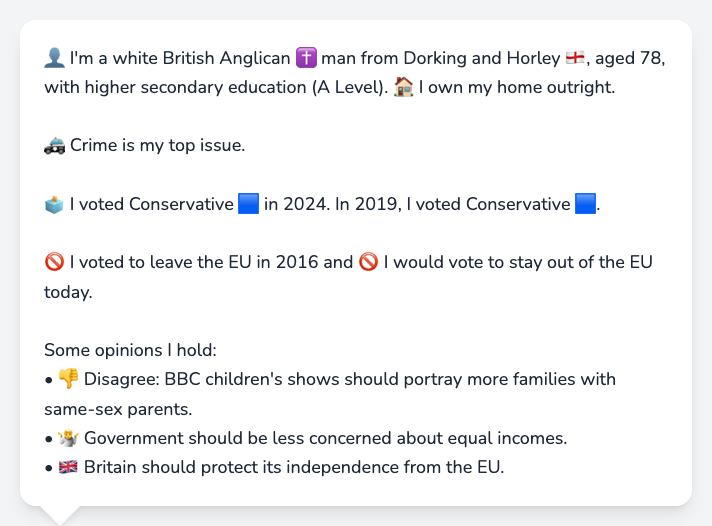 👤 I'm a white British Anglican ✝️ man from Dorking and Horley 🏴󠁧󠁢󠁥󠁮󠁧󠁿, aged 78,
with higher secondary education (A Level). 🏠 I own my home outright.
🚓 Crime is my top issue.
🗳️ I voted Conservative 🟦 in 2024. In 2019, I voted Conservative 🟦.
🚫 I voted to leave the EU in 2016 and 🚫 I would vote to stay out of the EU
today.
Some opinions I hold:
• 👎 Disagree: BBC children's shows should portray more families with
same-sex parents.
• 🤷 Government should be less concerned about equal incomes.
• 🇬🇧 Britain should protect its independence from the EU.